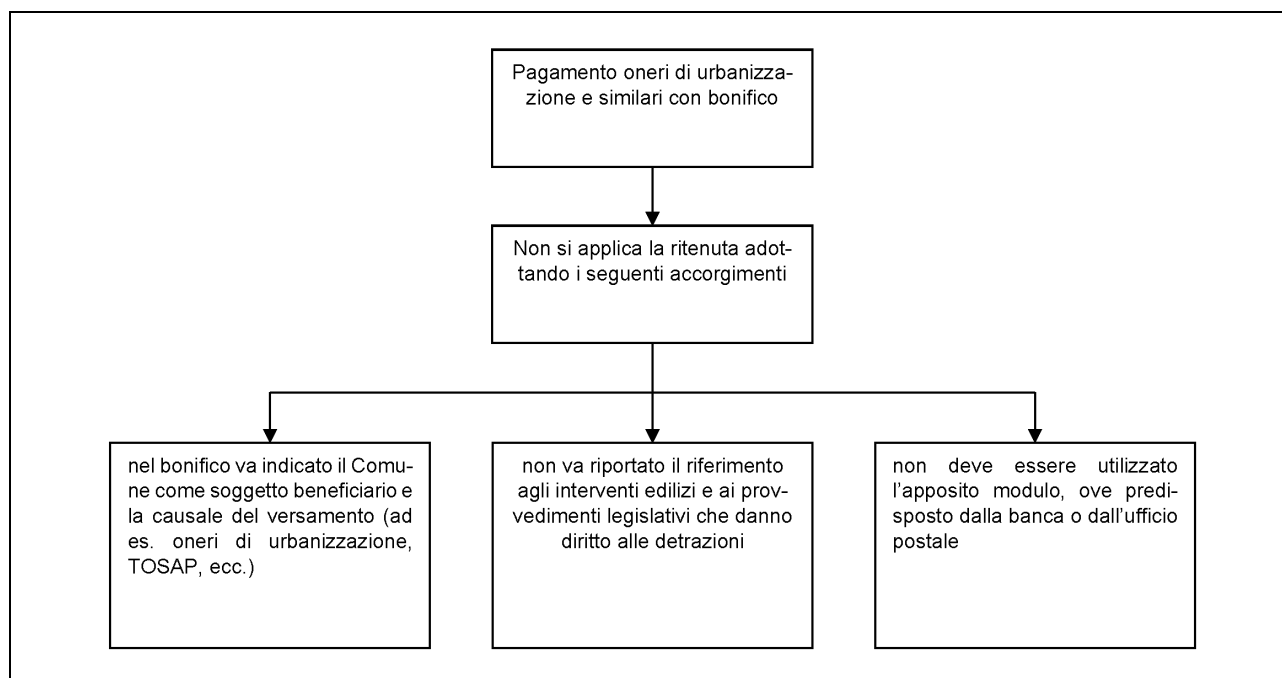 Pagamento oneri di urbanizza-
zione e similari con bonifico
Non si applica la ritenuta adot-
tando i seguenti accorgimenti
nel bonifico va indicato il Comu-
ne come soggetto beneficiario e
la causale del versamento (ad
es. oneri di urbanizzazione,
TOSAP, ecc.)
non va riportato il riferimento
agli interventi edilizi e ai prov-
vedimenti legislativi che danno
diritto alle detrazioni
non deve essere utilizzato
l'apposito modulo, ove predi-
sposto dalla banca o dall'ufficio
postale